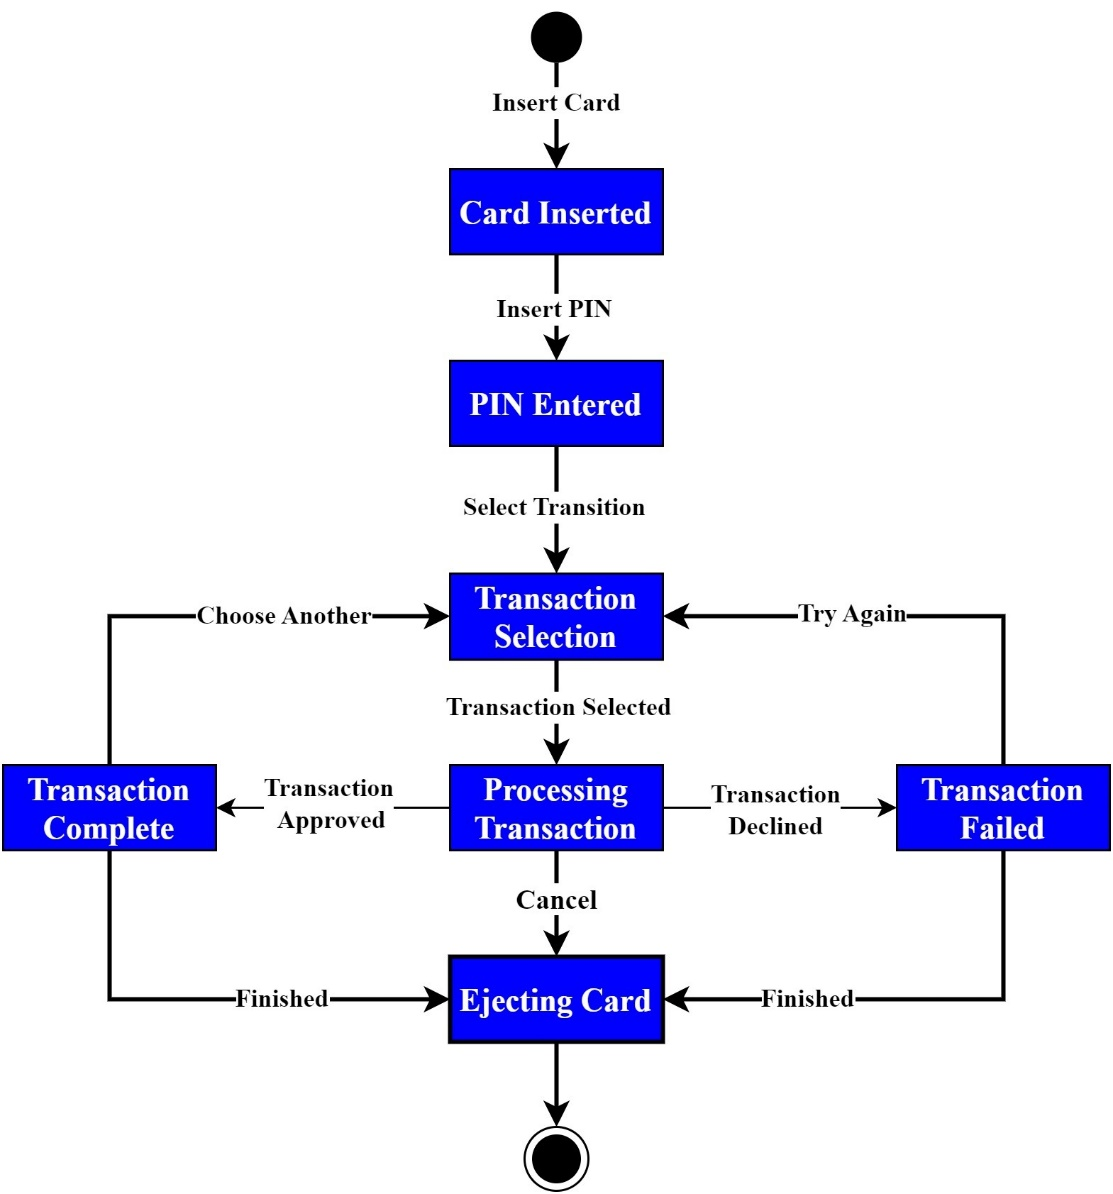 Insert Card
Card Inserted
Insert PIN
PIN Entered
Select Transition
Transaction
Selection
Choose Another
Try Again
Transaction Selected
Transaction
Complete
Transaction
Approved
Processing
Transaction
Transaction
Declined
Transaction
Failed
Cancel
Finished
Ejecting Card
Finished